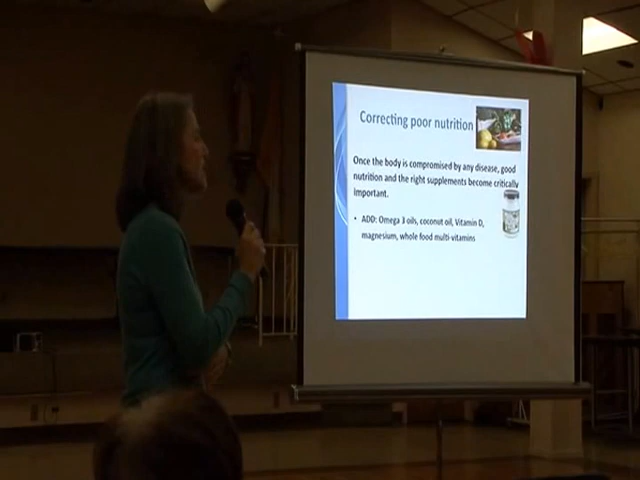 Correcting poor nutrition
Once the body is compromised by any disease, good
nutrition and the right supplements become critically
important.
• ADD: Omega 3 oils, coconut oil, Vitamin D,
magnesium, whole food multi-vitamins